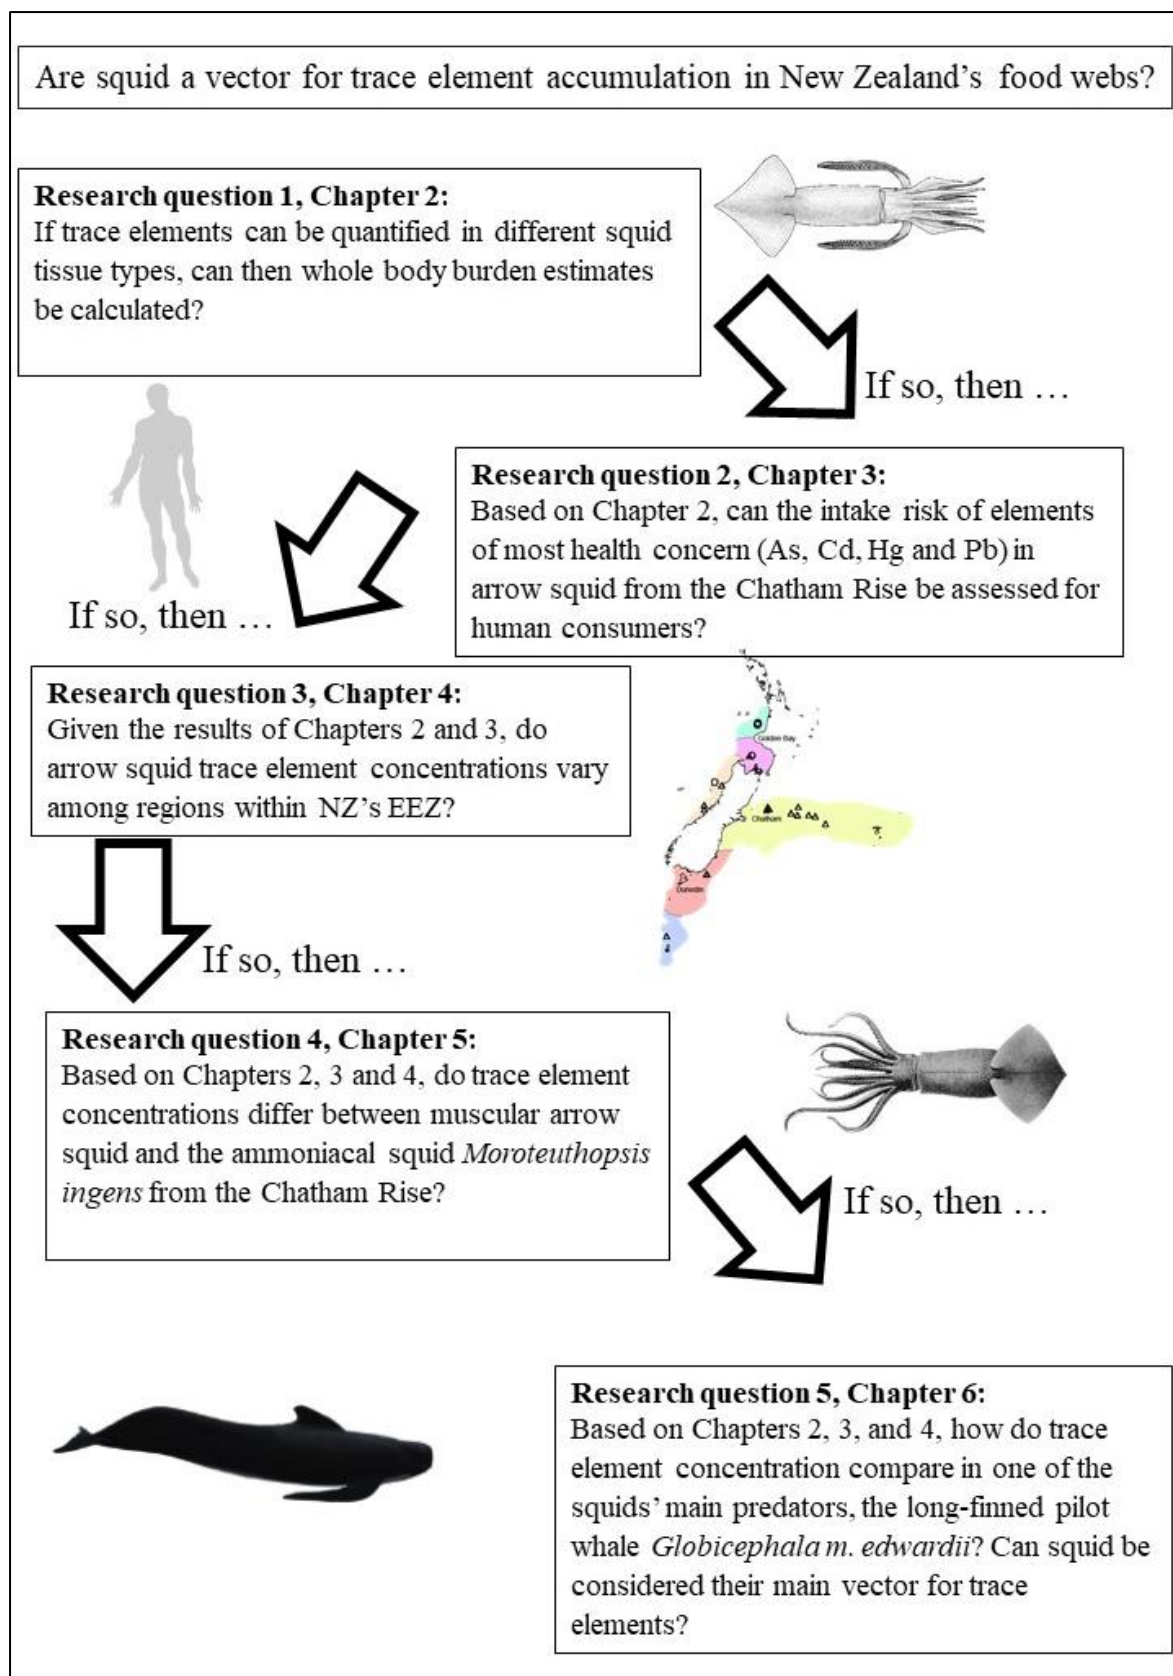 Are squid a vector for trace element accumulation in New Zealand's food webs?
Research question 1, Chapter 2:
If trace elements can be quantified in different squid
tissue types, can then whole body burden estimates
be calculated?
If so, then …
Research question 2, Chapter 3:
Based on Chapter 2, can the intake risk of elements
of most health concern (As, Cd, Hg and Pb) in
arrow squid from the Chatham Rise be assessed for
human consumers?
If so, then …
Research question 3, Chapter 4:
Given the results of Chapters 2 and 3, do
arrow squid trace element concentrations vary
among regions within NZ's EEZ?
Golden Bay
Chatham
Dunedin
If so, then …
Research question 4, Chapter 5:
Based on Chapters 2, 3 and 4, do trace element
concentrations differ between muscular arrow
squid and the ammoniacal squid Moroteuthopsis
ingens from the Chatham Rise?
If so, then …
Research question 5, Chapter 6:
Based on Chapters 2, 3, and 4, how do trace
element concentration compare in one of the
squids' main predators, the long-finned pilot
whale Globicephala m. edwardii? Can squid be
considered their main vector for trace
elements?